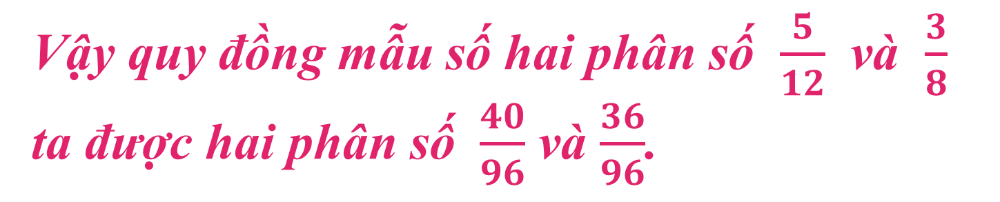 Vậy quy đồng mẫu số hai phân số 5/12 và 3/8
ta được hai phân số 40/96 và 36/96.